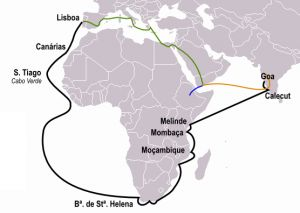 Lisboa
Canárias
S. Tiago
Cabo Verde
Goa
Calecut
Melinde
Mombaça
Moçambique
Bª. de Stª. Helena